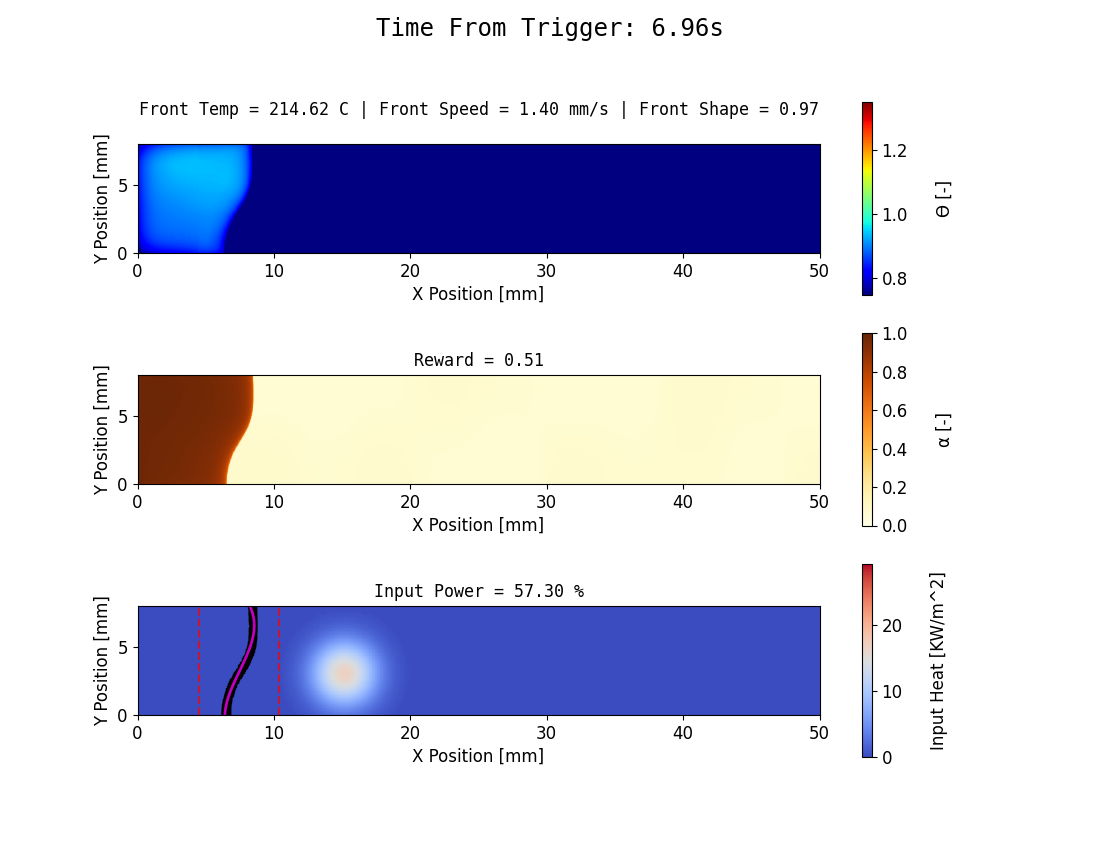 Time From Trigger: 6.96s
Front Temp = 214.62 C | Front Speed = 1.40 mm/s | Front Shape = 0.97
Y Position [mm]
5
0
0 10 20 30 40 50
X Position [mm]
1.2
1.0
0.8
Θ [-]
Reward = 0.51
Y Position [mm]
5
0
0 10 20 30 40 50
X Position [mm]
1.0
0.8
0.6
0.4
0.2
0.0
α [-]
Input Power = 57.30 %
Y Position [mm]
5
0
0 10 20 30 40 50
X Position [mm]
20
10
0
Input Heat [KW/m^2]